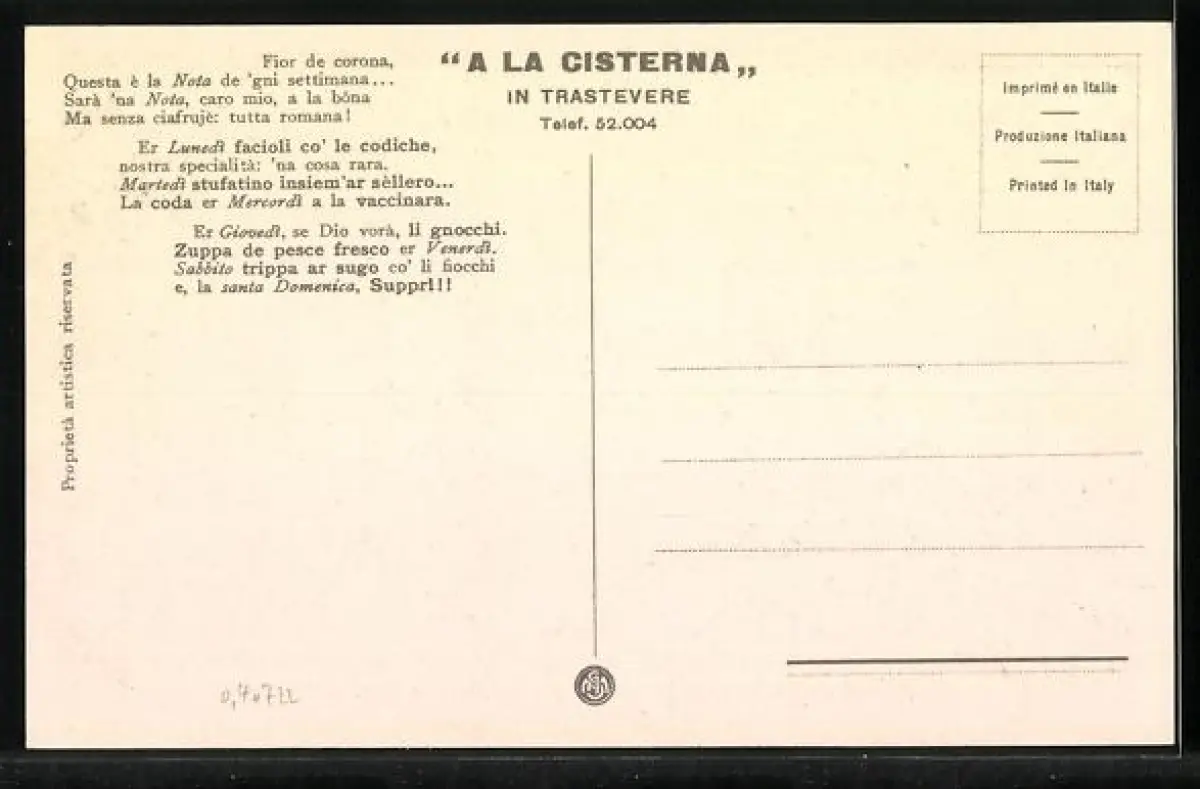 Fior de corona,
Questa è la Nota de 'gni settimana...
Sarà 'na Nota, caro mio, a la bôna
Ma senza ciafrujè: tutta romana!
Er Lunedì facioli co' le codiche,
nostra specialità: 'na cosa rara.
Martedì stufatino insiem'ar sèllero...
La coda er Mercordì a la vaccinara.
Er Giovedì, se Dio vorà, li gnocchi.
Zuppa de pesce fresco er Venerdì.
Sabbito trippa ar sugo co' li fiocchi
e, la santa Domenica, Supprì!!!
Proprietà artistica riservata
“A LA CISTERNA„
IN TRASTEVERE
Telef. 52.004
Imprimé en Italie
Produzione Italiana
Printed in Italy